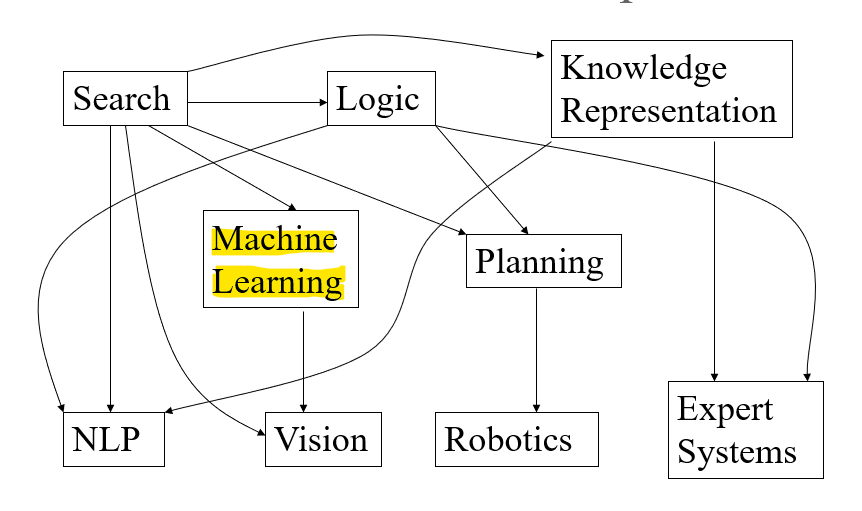 Search
Logic
Knowledge
Representation
Machine
Learning
Planning
NLP
Vision
Robotics
Expert
Systems